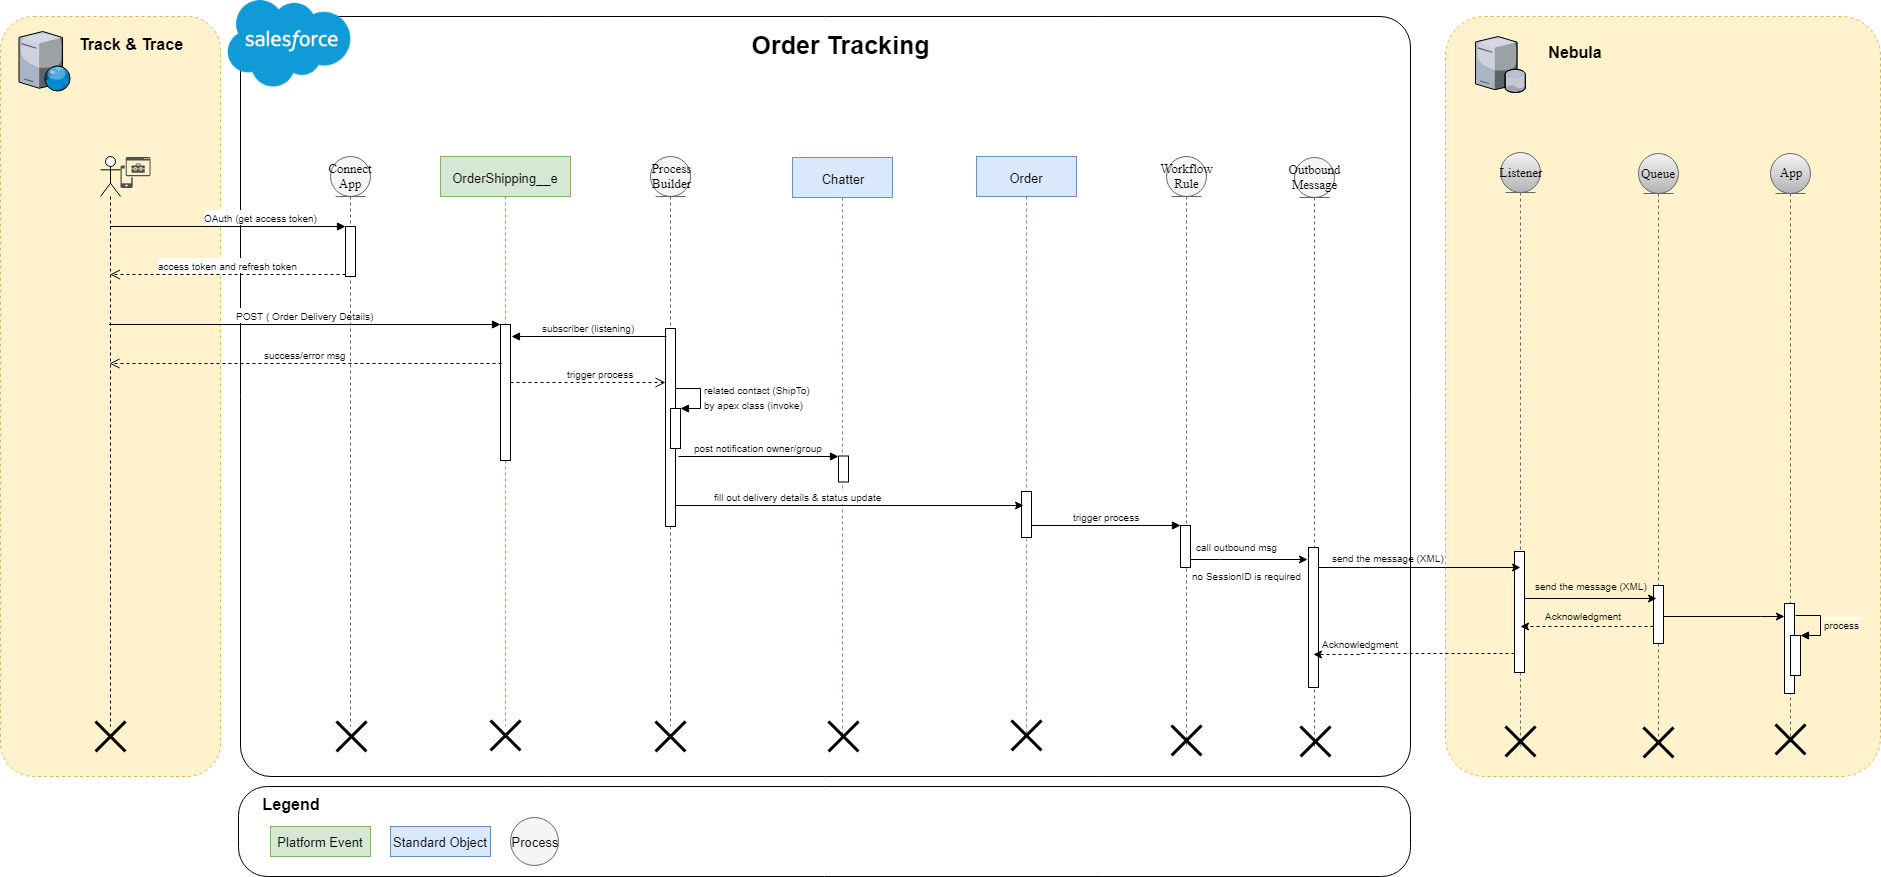 Track & Trace
salesforce
Order Tracking
Nebula
Connect
App
OrderShipping__e
Process
Builder
Chatter
Order
Workflow
Rule
Outbound
Message
Listener
Queue
App
OAuth (get access token)
access token and refresh token
POST ( Order Delivery Details)
subscriber (listening)
success/error msg
trigger process
related contact (ShipTo)
by apex class (invoke)
post notification owner/group
fill out delivery details & status update
trigger process
call outbound msg
no SessionID is required
send the message (XML)
send the message (XML)
Acknowledgment
process
Acknowledgment
Legend
Platform Event
Standard Object
Process